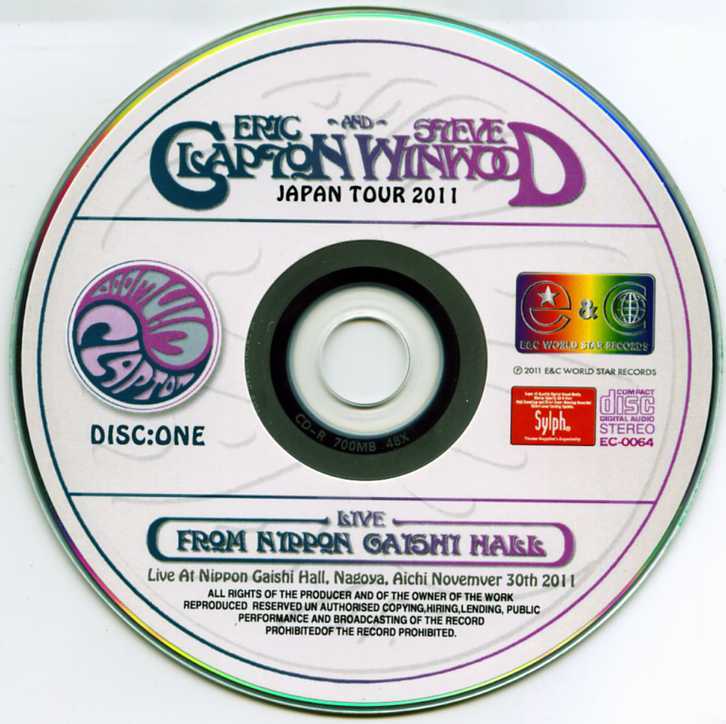 ERIC -AND- STEVE
CLAPTON WINWOOD
JAPAN TOUR 2011
WINWOOD
CLAPTON
e & c
E&C WORLD STAR RECORDS
℗ 2011 E&C WORLD STAR RECORDS
Sylph
COMPACT
disc
DIGITAL AUDIO
STEREO
EC-0064
DISC:ONE
CD-R 700MB 48X
LIVE
FROM NIPPON GAISHI HALL
Live At Nippon Gaishi Hall, Nagoya, Aichi Novemver 30th 2011
ALL RIGHTS OF THE PRODUCER AND OF THE OWNER OF THE WORK
REPRODUCED RESERVED UN AUTHORISED COPYING,HIRING,LENDING, PUBLIC
PERFORMANCE AND BROADCASTING OF THE RECORD
PROHIBITEDOF THE RECORD PROHIBITED.